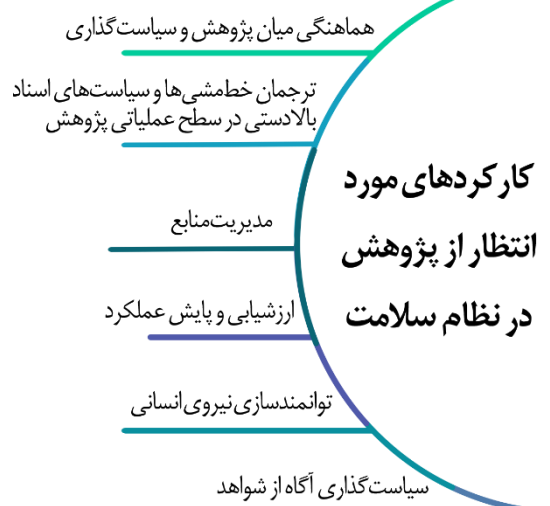 کارکردهای مورد
انتظار از پژوهش
در نظام سلامت
هماهنگی میان پژوهش و سیاست‌گذاری
ترجمان خط‌مشی‌ها و سیاست‌های اسناد
بالادستی در سطح عملیاتی پژوهش
مدیریت‌منابع
ارزشیابی و پایش عملکرد
توانمندسازی نیروی انسانی
سیاست‌گذاری آگاه از شواهد